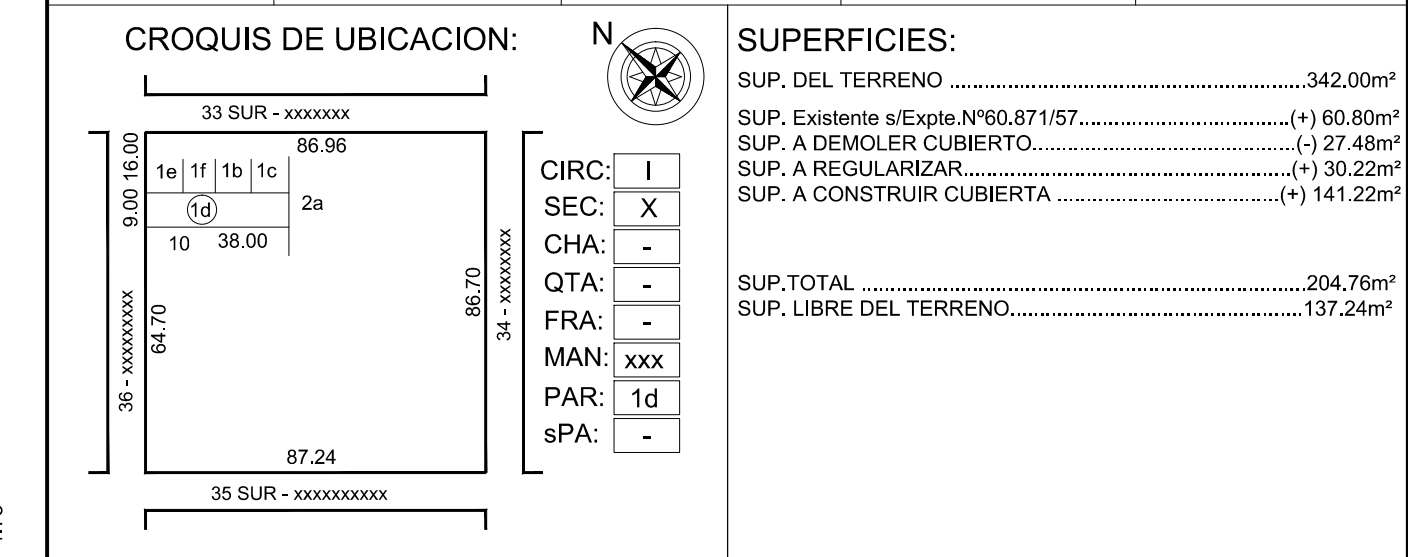 CROQUIS DE UBICACION:
N
33 SUR - xxxxxxx
86.96
16.00
9.00
1e 1f 1b 1c
1d
2a
10 38.00
64.70
86.70
36 - xxxxxxxxx
34 - xxxxxxxx
87.24
35 SUR - xxxxxxxxxx
CIRC: I
SEC: X
CHA: -
QTA: -
FRA: -
MAN: xxx
PAR: 1d
sPA: -
SUPERFICIES:
SUP. DEL TERRENO ................................................................342.00m²
SUP. Existente s/Expte.Nº60.871/57.....................................(+) 60.80m²
SUP. A DEMOLER CUBIERTO..............................................(-) 27.48m²
SUP. A REGULARIZAR..........................................................(+) 30.22m²
SUP. A CONSTRUIR CUBIERTA .......................................(+) 141.22m²
SUP.TOTAL ...............................................................................204.76m²
SUP. LIBRE DEL TERRENO....................................................137.24m²